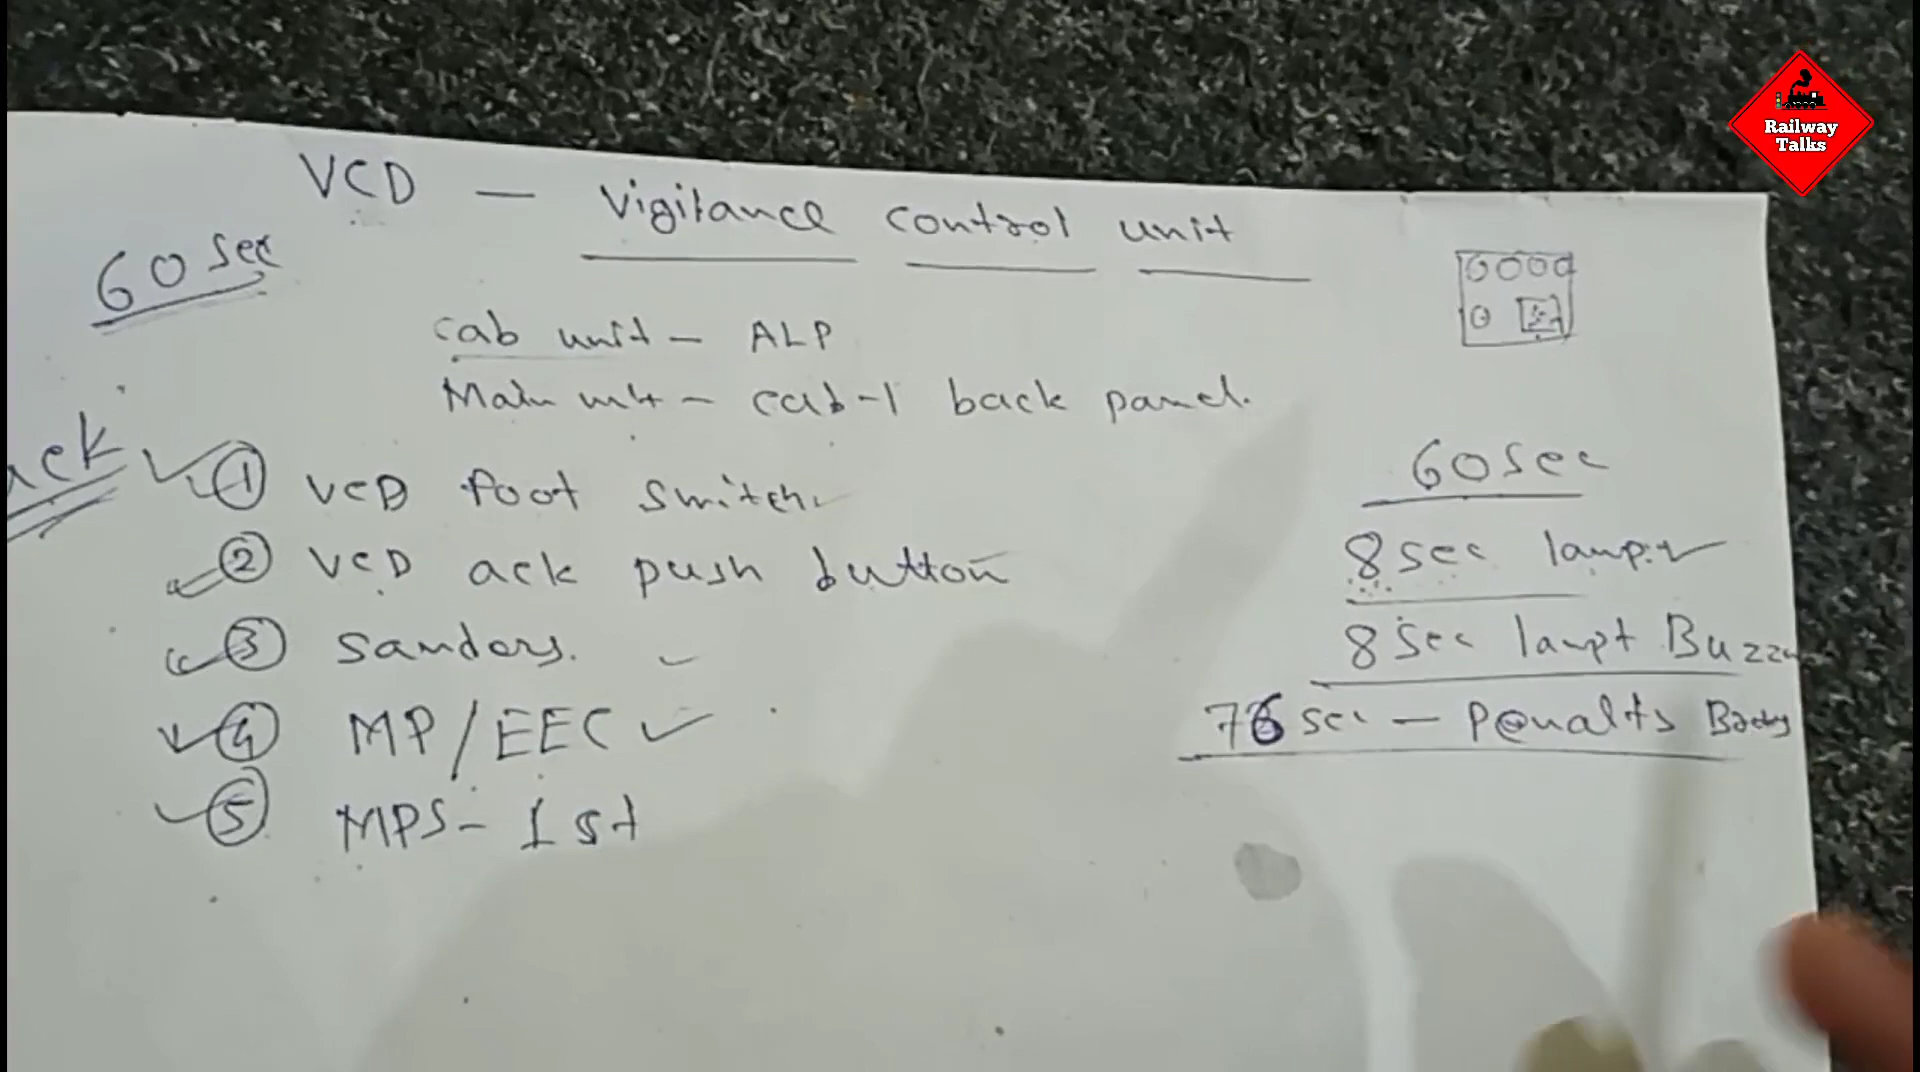 VCD — Vigilance control unit
60 sec
cab unit — ALP
Main unit — cab-1 back panel.
ack
① VCD foot switch.
② VCD ack push button
③ Sanders.
④ MP/EEC
⑤ MPS - 1st
60 sec
8 sec lamp
8 sec lamp+ Buzze
76 sec — Penalty
Railway
Talks